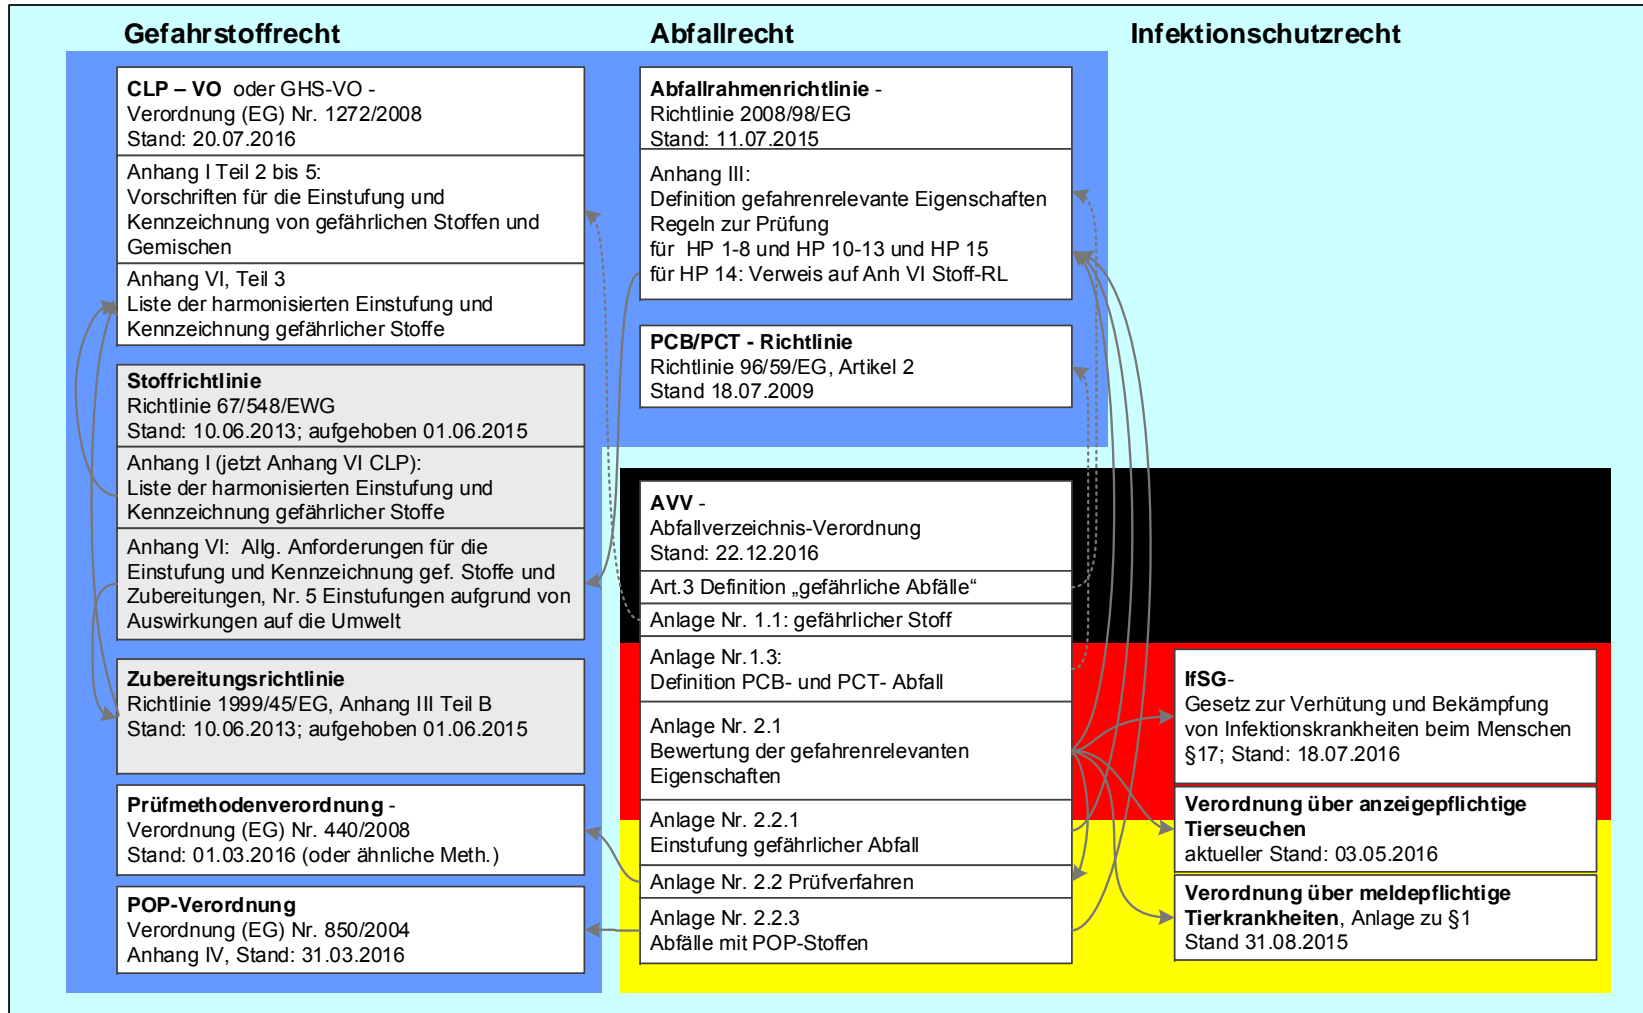 Gefahrstoffrecht
CLP – VO oder GHS-VO -
Verordnung (EG) Nr. 1272/2008
Stand: 20.07.2016
Anhang I Teil 2 bis 5:
Vorschriften für die Einstufung und
Kennzeichnung von gefährlichen Stoffen und
Gemischen
Anhang VI, Teil 3
Liste der harmonisierten Einstufung und
Kennzeichnung gefährlicher Stoffe
Stoffrichtlinie
Richtlinie 67/548/EWG
Stand: 10.06.2013; aufgehoben 01.06.2015
Anhang I (jetzt Anhang VI CLP):
Liste der harmonisierten Einstufung und
Kennzeichnung gefährlicher Stoffe
Anhang VI: Allg. Anforderungen für die
Einstufung und Kennzeichnung gef. Stoffe und
Zubereitungen, Nr. 5 Einstufungen aufgrund von
Auswirkungen auf die Umwelt
Zubereitungsrichtlinie
Richtlinie 1999/45/EG, Anhang III Teil B
Stand: 10.06.2013; aufgehoben 01.06.2015
Prüfmethodenverordnung -
Verordnung (EG) Nr. 440/2008
Stand: 01.03.2016 (oder ähnliche Meth.)
POP-Verordnung
Verordnung (EG) Nr. 850/2004
Anhang IV, Stand: 31.03.2016
Abfallrecht
Abfallrahmenrichtlinie -
Richtlinie 2008/98/EG
Stand: 11.07.2015
Anhang III:
Definition gefahrenrelevante Eigenschaften
Regeln zur Prüfung
für HP 1-8 und HP 10-13 und HP 15
für HP 14: Verweis auf Anh VI Stoff-RL
PCB/PCT - Richtlinie
Richtlinie 96/59/EG, Artikel 2
Stand 18.07.2009
AVV -
Abfallverzeichnis-Verordnung
Stand: 22.12.2016
Art.3 Definition „gefährliche Abfälle“
Anlage Nr. 1.1: gefährlicher Stoff
Anlage Nr.1.3:
Definition PCB- und PCT- Abfall
Anlage Nr. 2.1
Bewertung der gefahrenrelevanten
Eigenschaften
Anlage Nr. 2.2.1
Einstufung gefährlicher Abfall
Anlage Nr. 2.2 Prüfverfahren
Anlage Nr. 2.2.3
Abfälle mit POP-Stoffen
Infektionschutzrecht
IfSG-
Gesetz zur Verhütung und Bekämpfung
von Infektionskrankheiten beim Menschen
§17; Stand: 18.07.2016
Verordnung über anzeigepflichtige
Tierseuchen
aktueller Stand: 03.05.2016
Verordnung über meldepflichtige
Tierkrankheiten, Anlage zu §1
Stand 31.08.2015